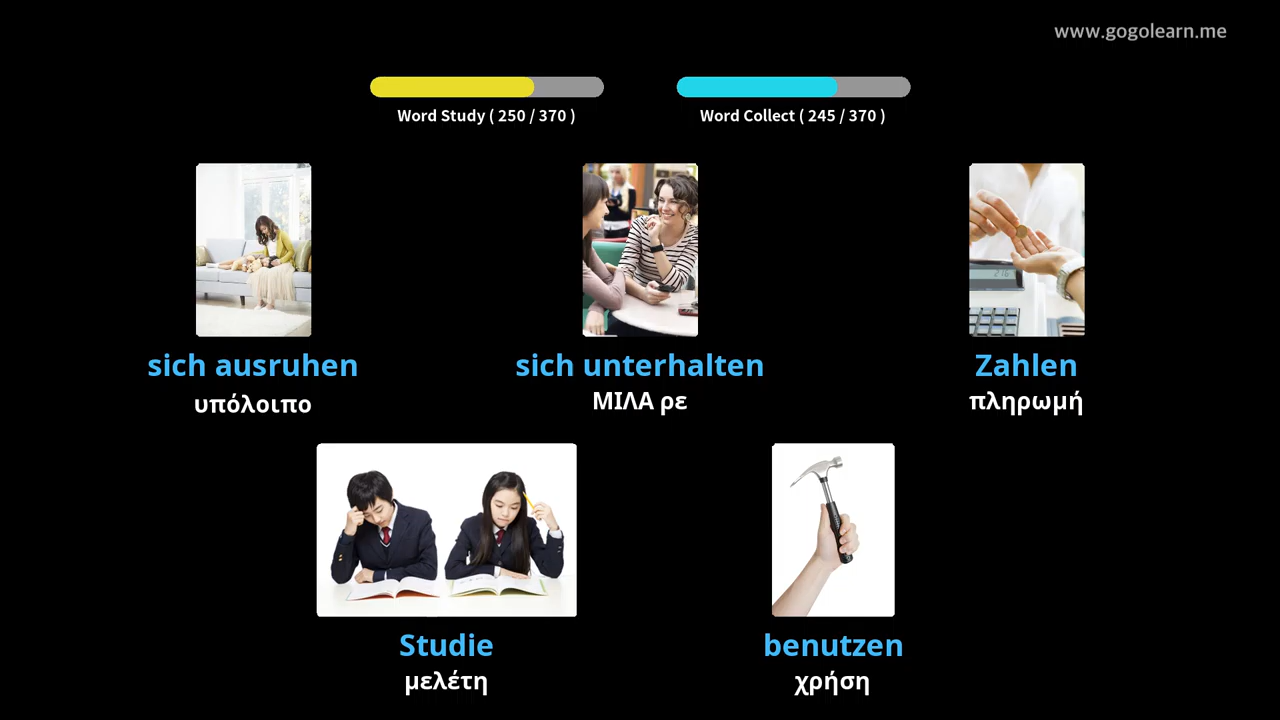 www.gogolearn.me
Word Study ( 250 / 370 )
Word Collect ( 245 / 370 )
sich ausruhen
υπόλοιπο
sich unterhalten
ΜΙΛΑ ρε
Zahlen
πληρωμή
Studie
μελέτη
benutzen
χρήση